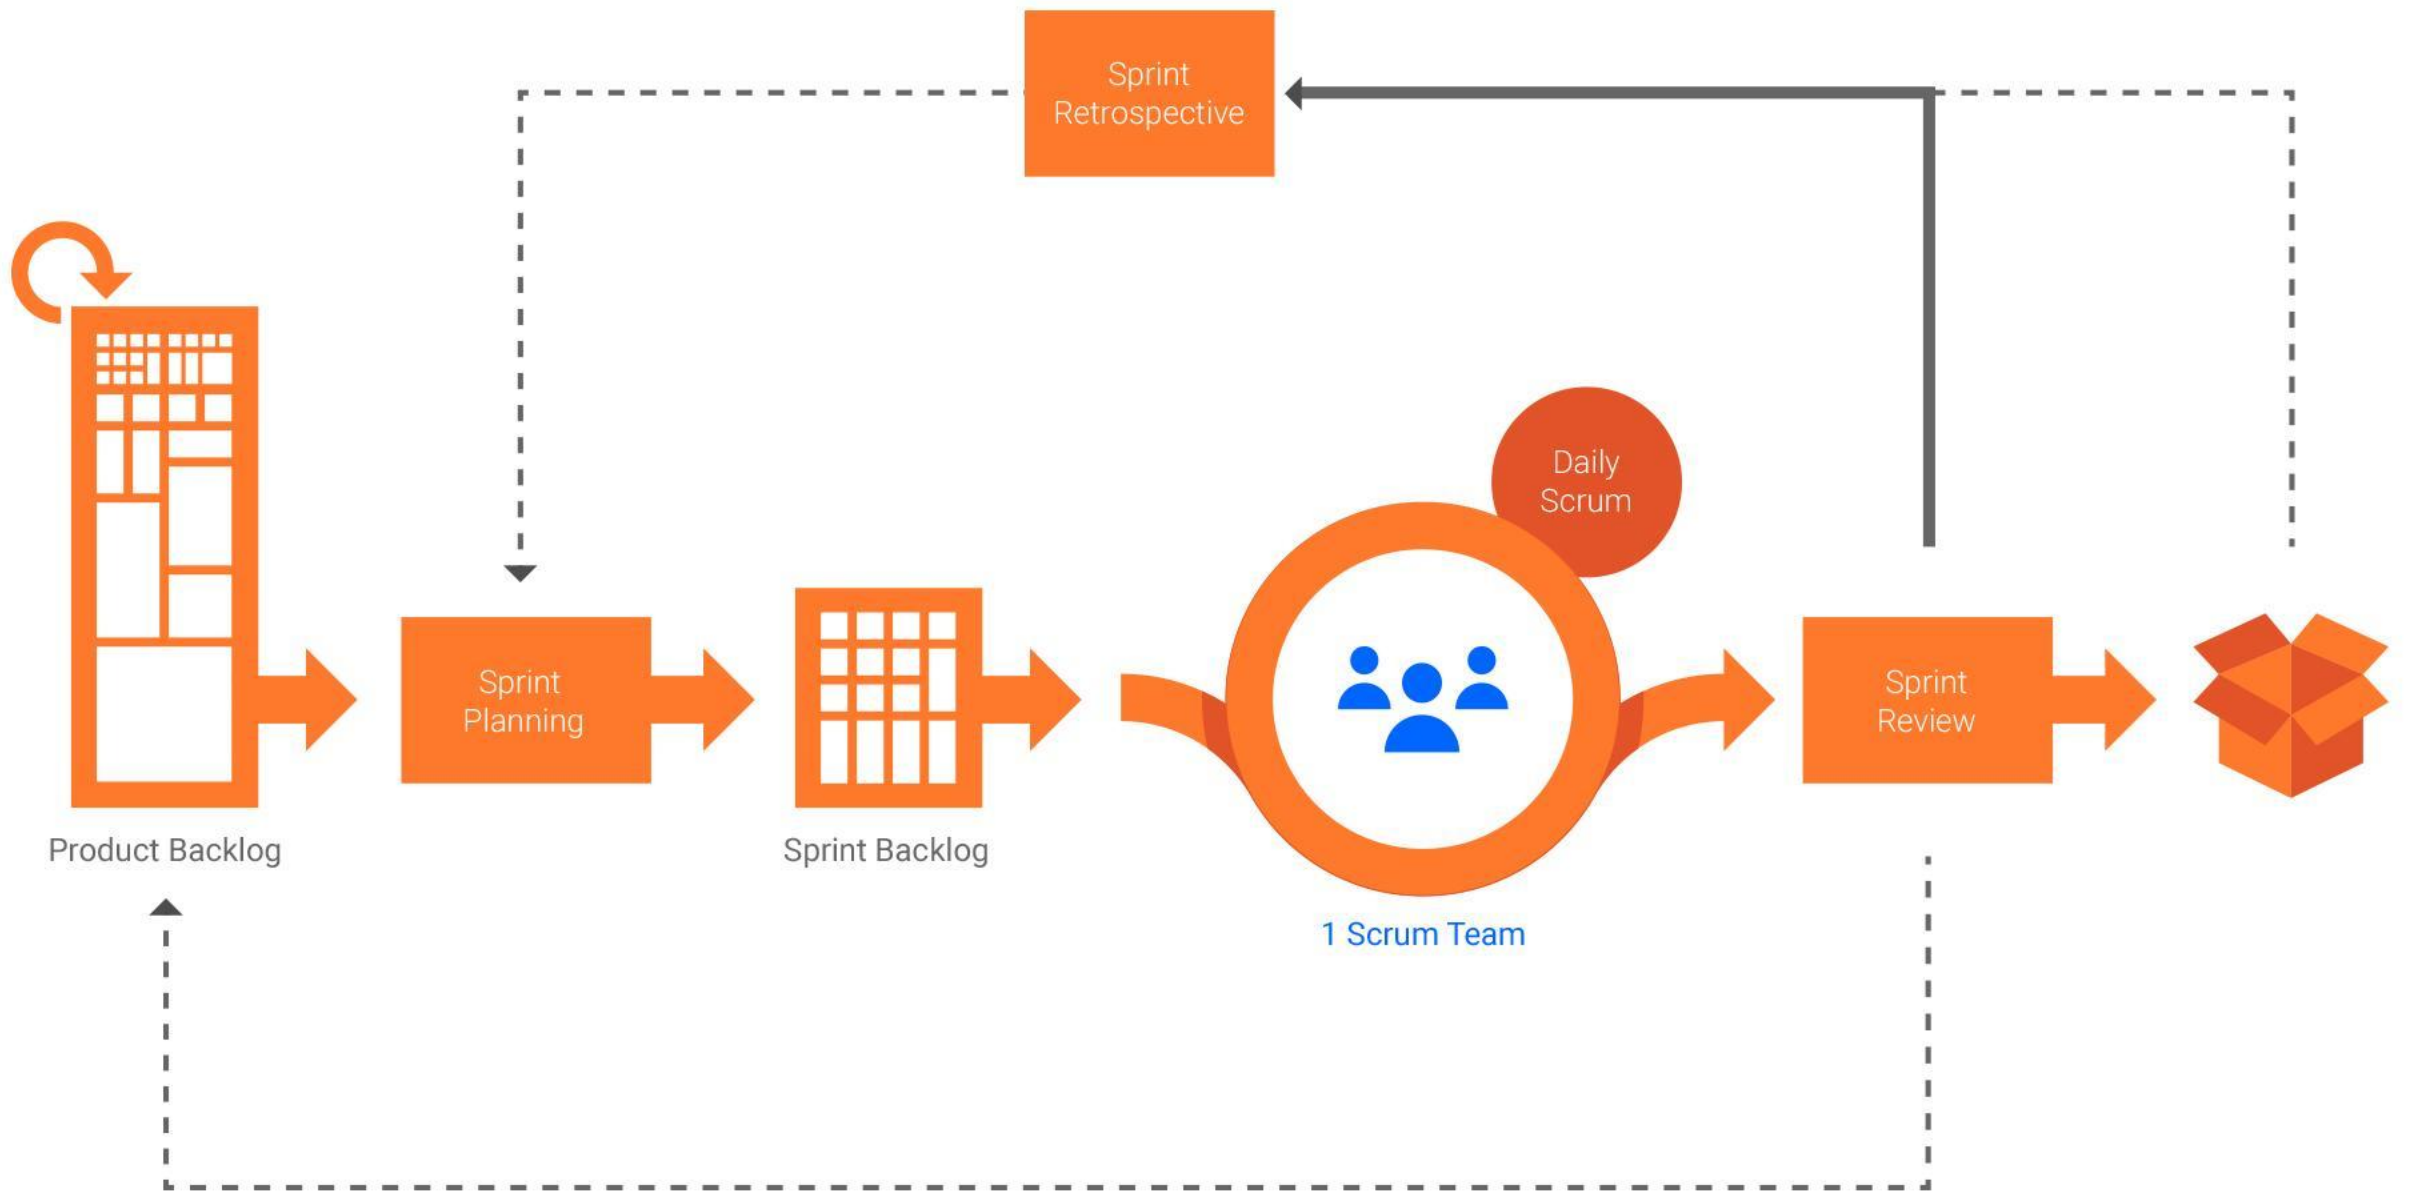 Sprint
Retrospective
Daily
Scrum
Sprint
Planning
Sprint
Review
Product Backlog
Sprint Backlog
1 Scrum Team